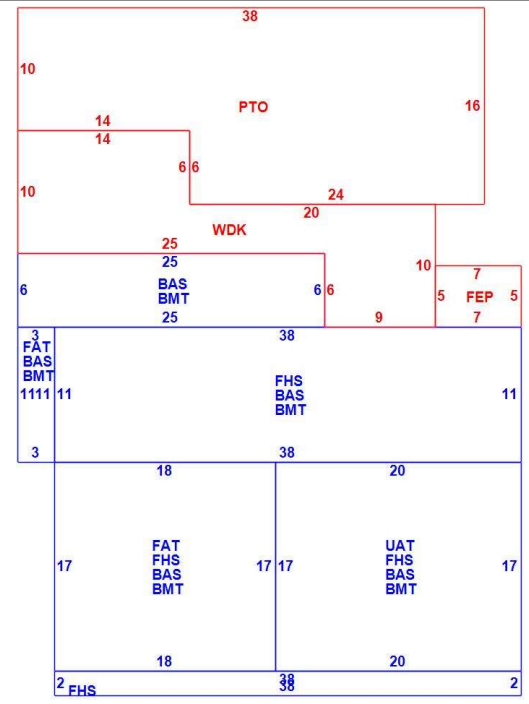 38
10
PTO
16
14
14
6 6
10
24
20
WDK
25
25
10
7
6
BAS
BMT
6 6
5
FEP
5
25
9
7
3
38
FAT
BAS
BMT
1111
11
FHS
BAS
BMT
11
3
38
18
20
17
FAT
FHS
BAS
BMT
17 17
UAT
FHS
BAS
BMT
17
18
20
2
FHS
38
38
2